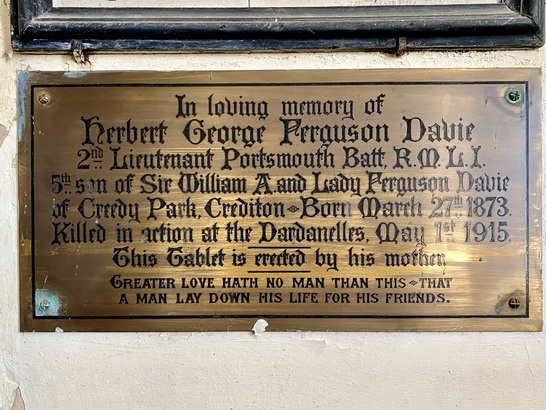 In loving memory of
Herbert George Ferguson Davie
2nd Lieutenant Portsmouth Batt. R.M.L.I.
5th son of Sir William A. and Lady Ferguson Davie
of Creedy Park, Crediton Born March 27th 1873.
Killed in action at the Dardanelles, May 1st 1915.
This Tablet is erected by his mother
GREATER LOVE HATH NO MAN THAN THIS THAT
A MAN LAY DOWN HIS LIFE FOR HIS FRIENDS.